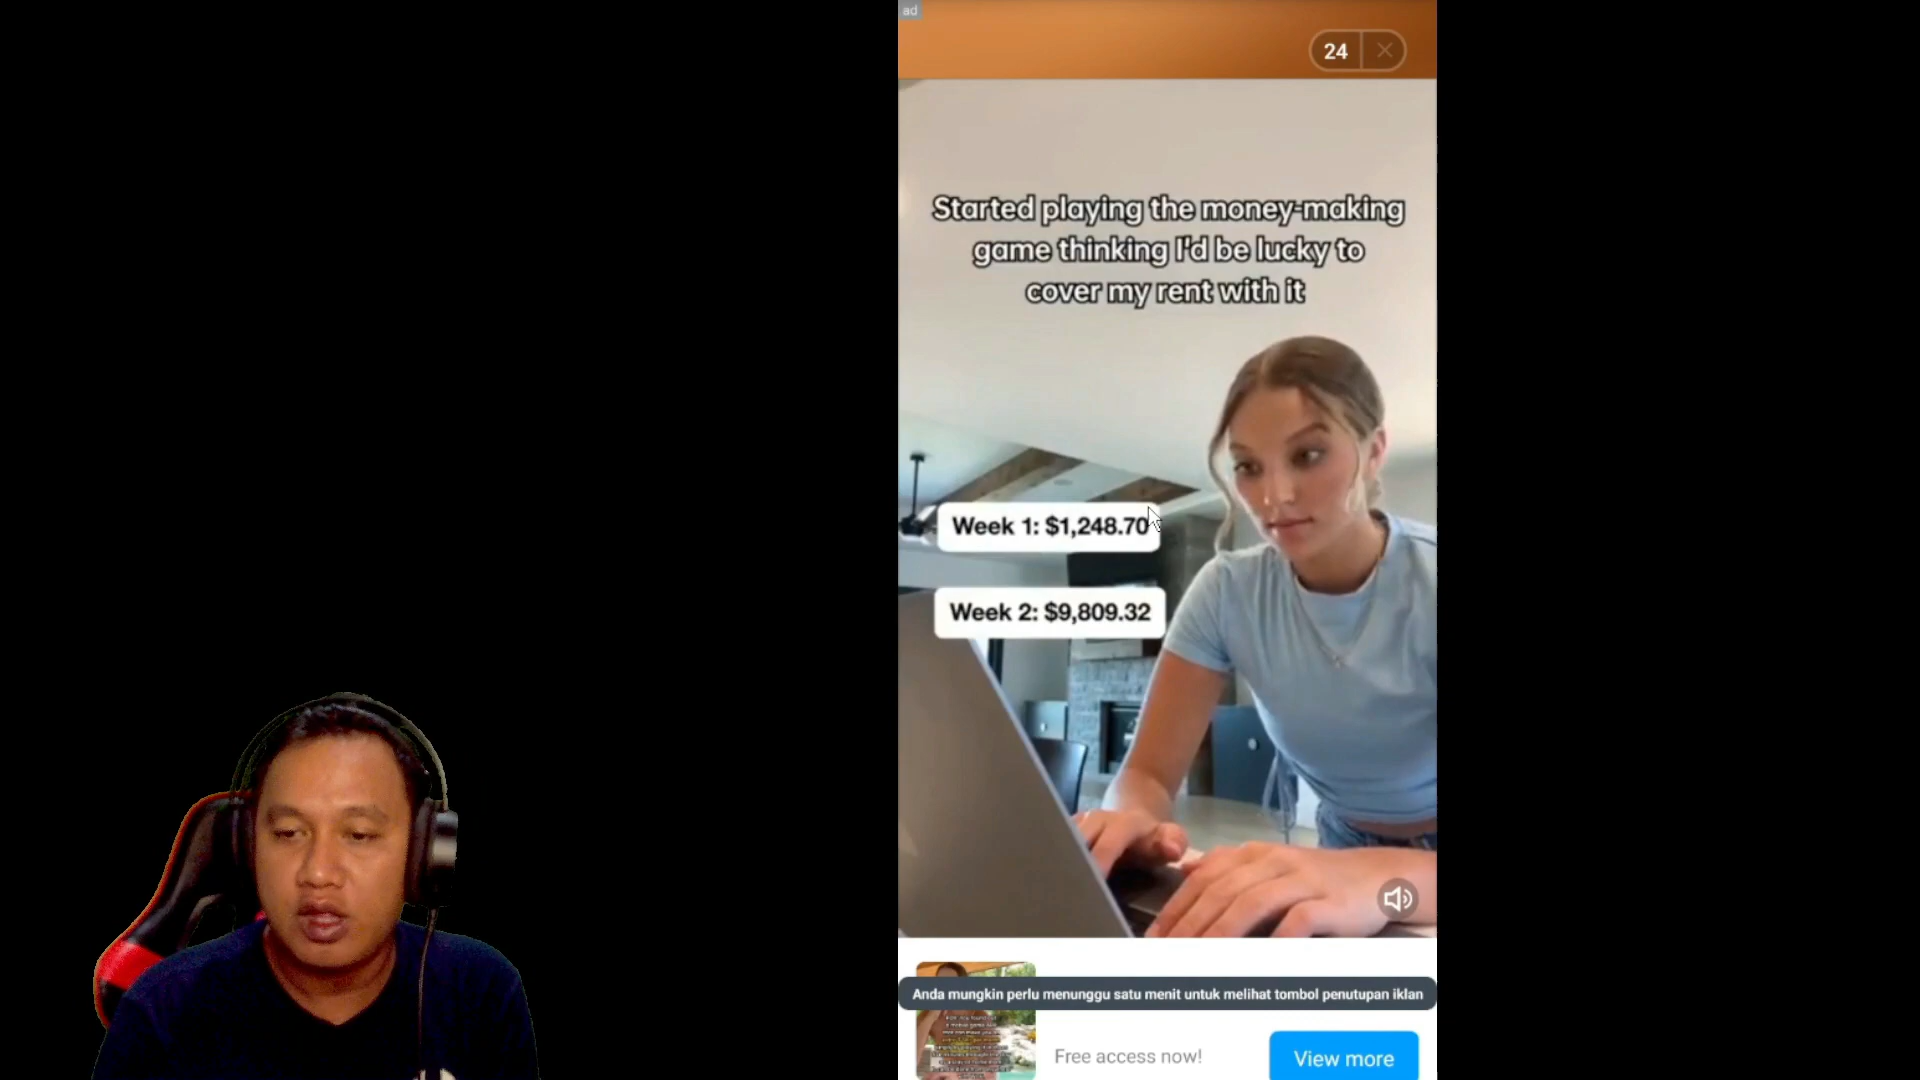 ad
24
Started playing the money-making
game thinking I'd be lucky to
cover my rent with it
Week 1: $1,248.70
Week 2: $9,809.32
Anda mungkin perlu menunggu satu menit untuk melihat tombol penutupan iklan
Free access now!
View more